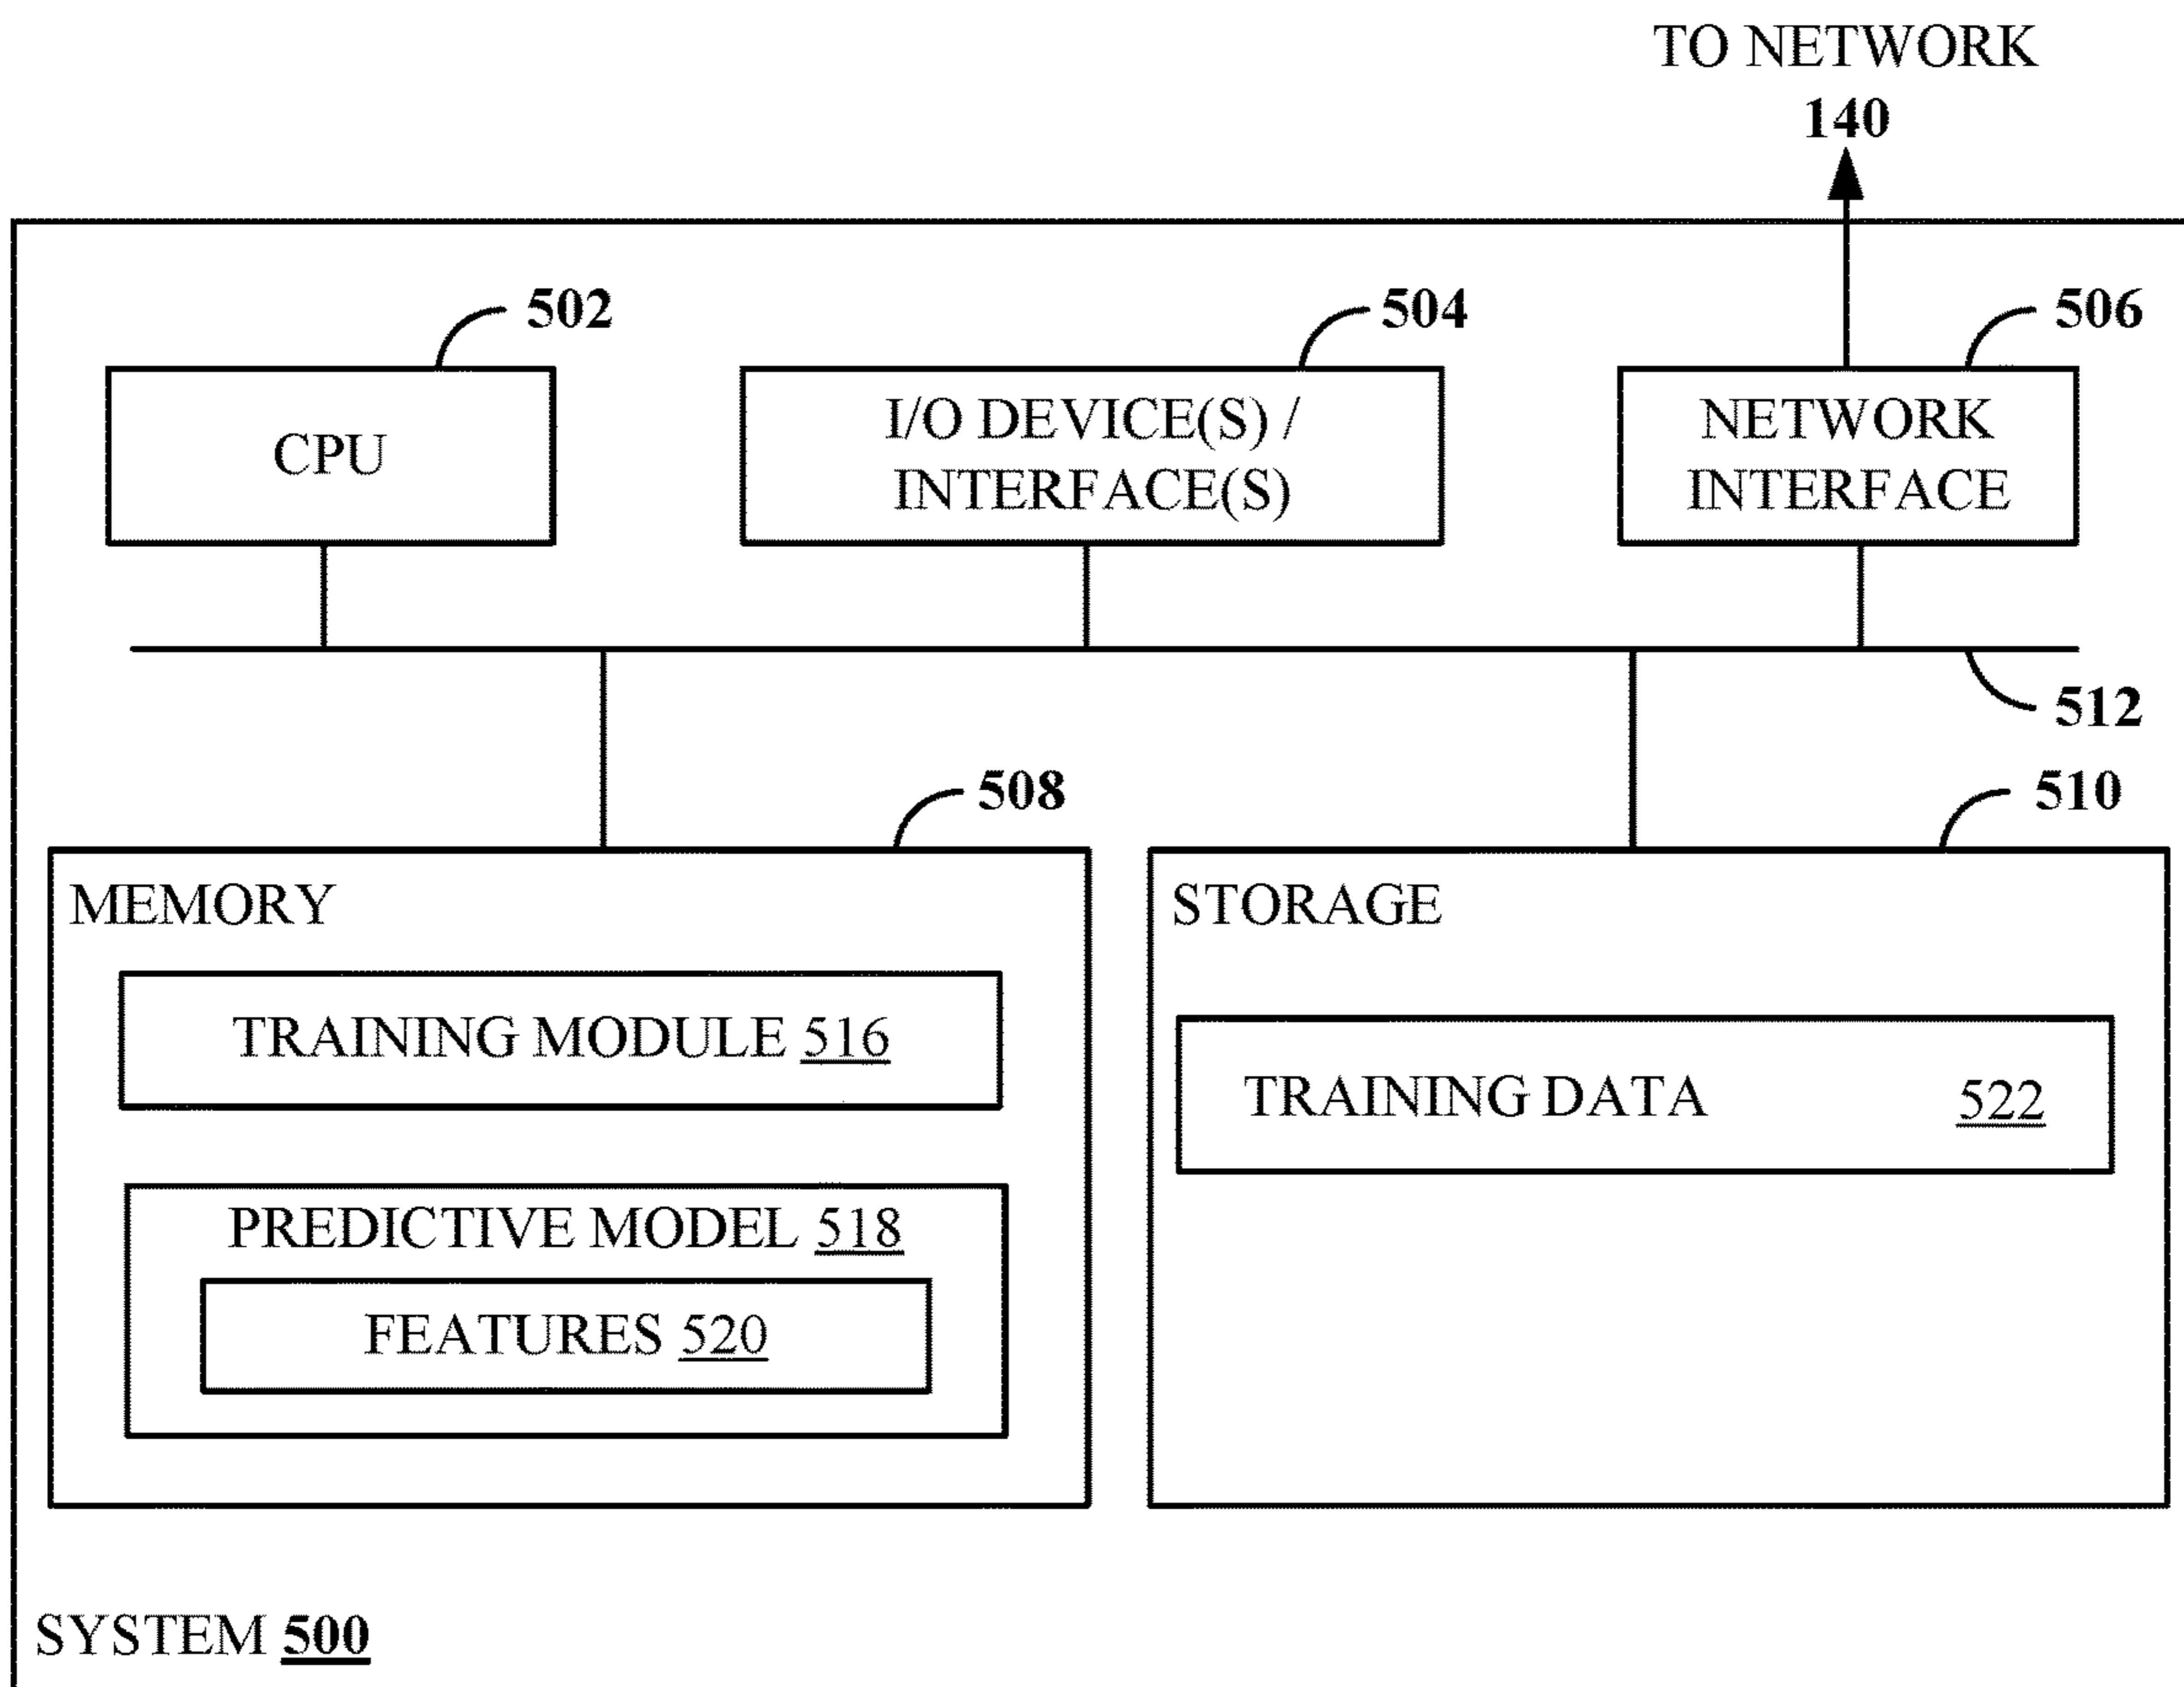 TO NETWORK
140
502
504
506
CPU
I/O DEVICE(S) /
INTERFACE(S)
NETWORK
INTERFACE
512
508
510
MEMORY
TRAINING MODULE 516
PREDICTIVE MODEL 518
FEATURES 520
STORAGE
TRAINING DATA 522
SYSTEM 500